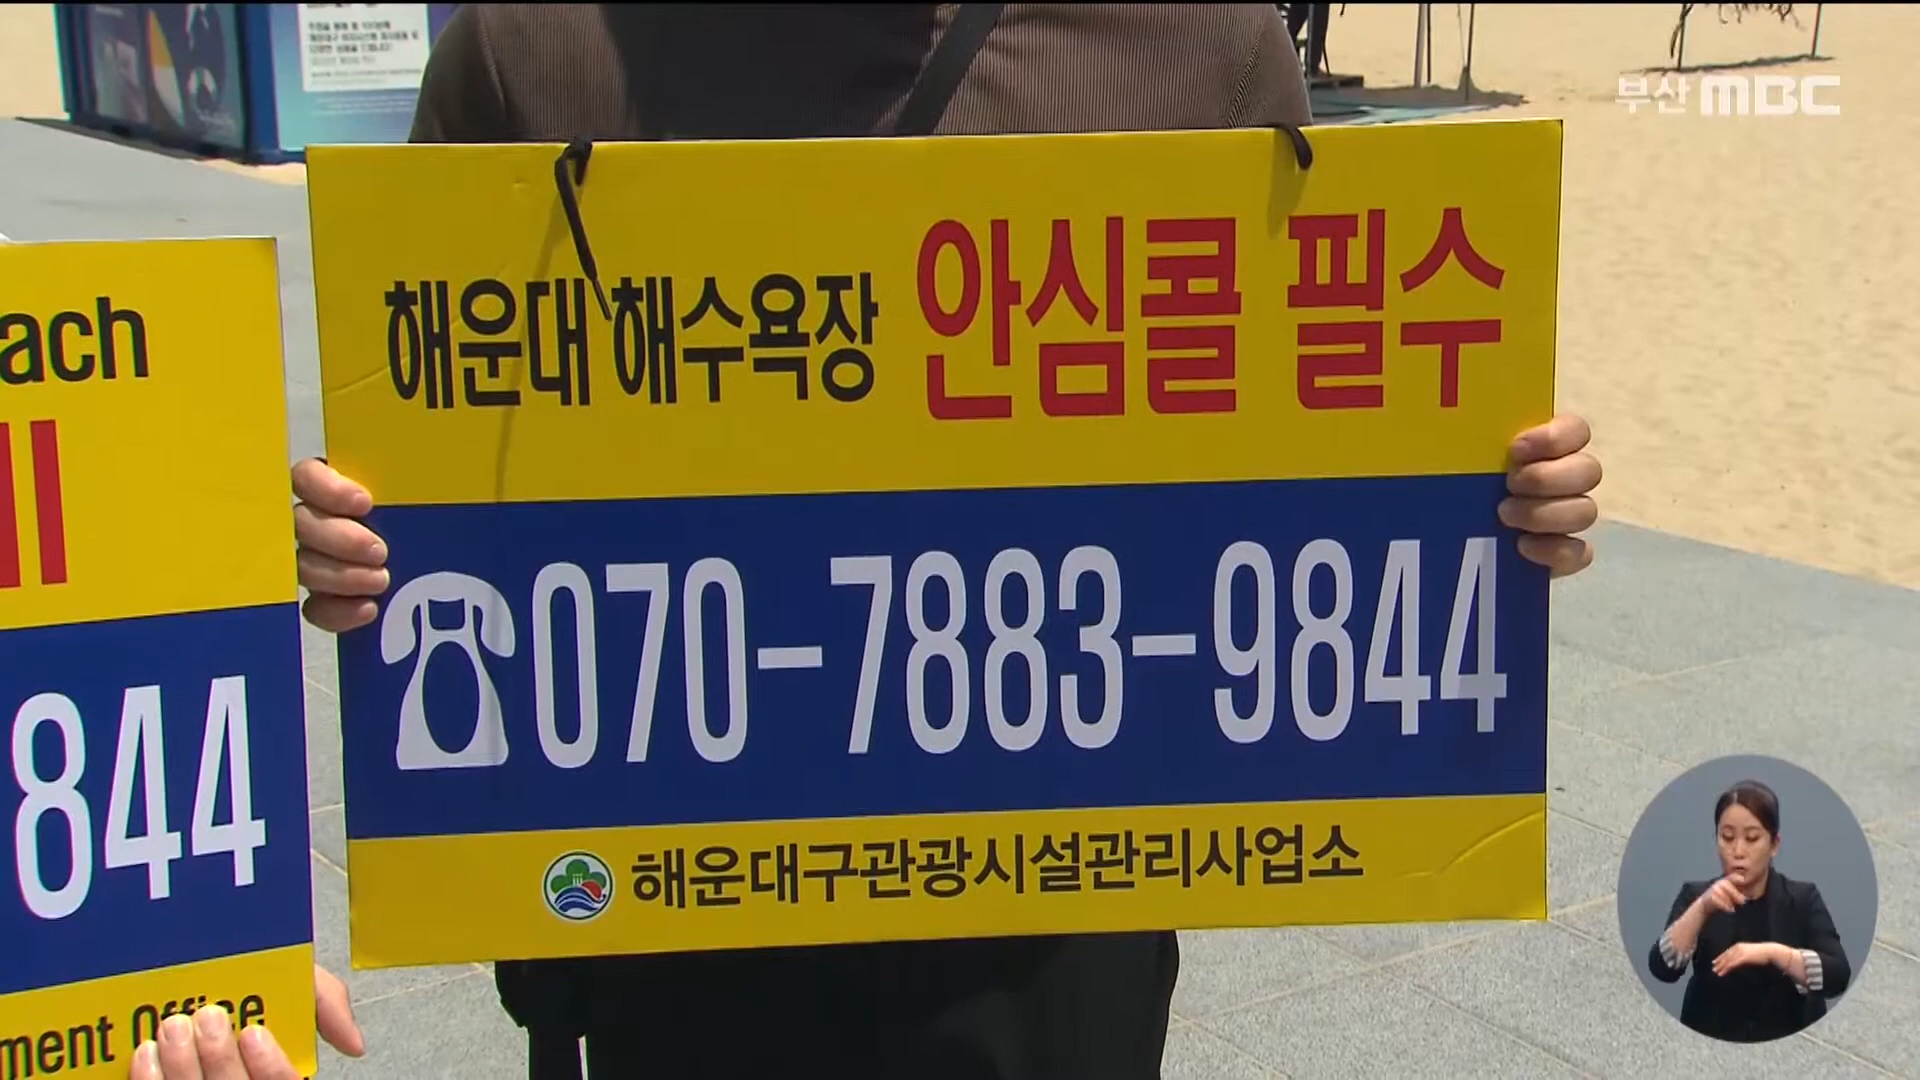 부산 MBC
해운대 해수욕장 안심콜 필수
☎070-7883-9844
해운대구관광시설관리사업소
ach
ll
844
ment Office